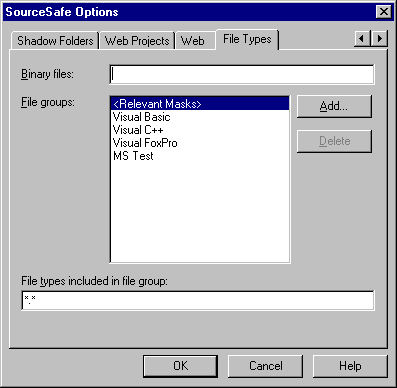 SourceSafe Options
Shadow Folders Web Projects Web File Types
Binary files:
File groups:
<Relevant Masks>
Visual Basic
Visual C++
Visual FoxPro
MS Test
Add...
Delete
File types included in file group:
*.*
OK Cancel Help